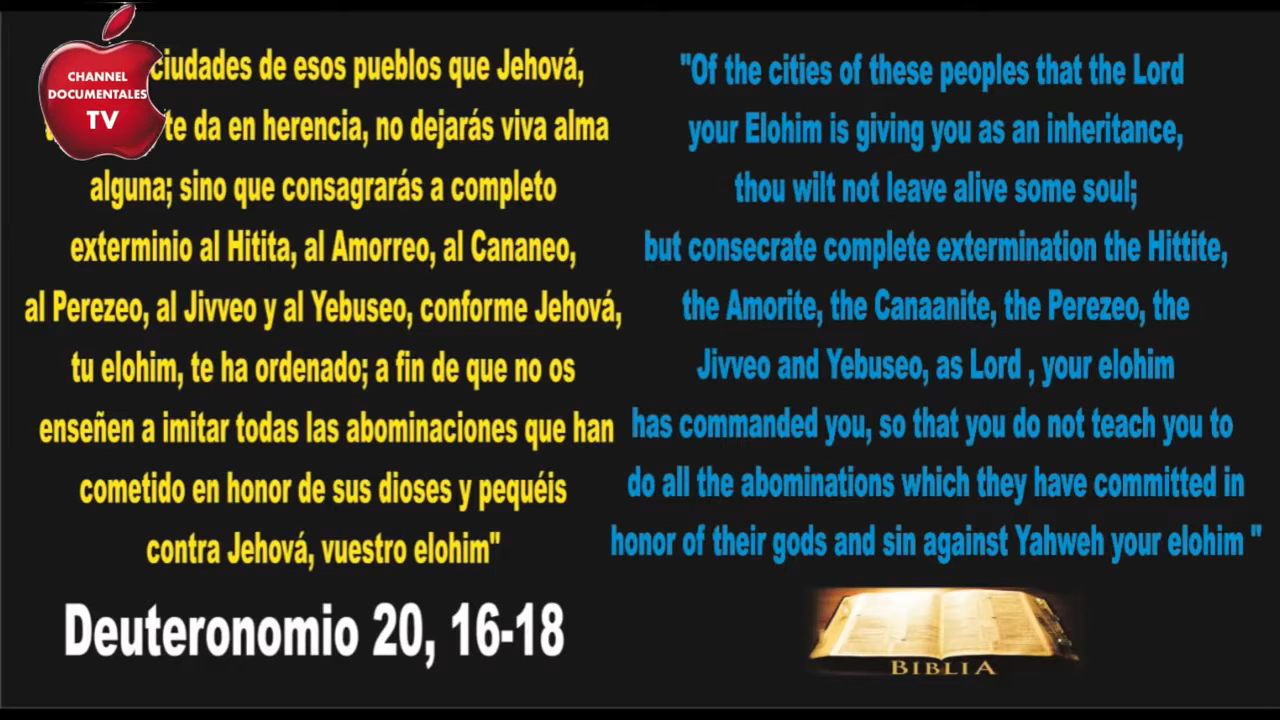 CHANNEL
DOCUMENTALES
TV
ciudades de esos pueblos que Jehová,
te da en herencia, no dejarás viva alma
alguna; sino que consagrarás a completo
exterminio al Hitita, al Amorreo, al Cananeo,
al Perezeo, al Jivveo y al Yebuseo, conforme Jehová,
tu elohim, te ha ordenado; a fin de que no os
enseñen a imitar todas las abominaciones que han
cometido en honor de sus dioses y pequéis
contra Jehová, vuestro elohim"
Deuteronomio 20, 16-18
"Of the cities of these peoples that the Lord
your Elohim is giving you as an inheritance,
thou wilt not leave alive some soul;
but consecrate complete extermination the Hittite,
the Amorite, the Canaanite, the Perezeo, the
Jivveo and Yebuseo, as Lord , your elohim
has commanded you, so that you do not teach you to
do all the abominations which they have committed in
honor of their gods and sin against Yahweh your elohim "
BIBLIA